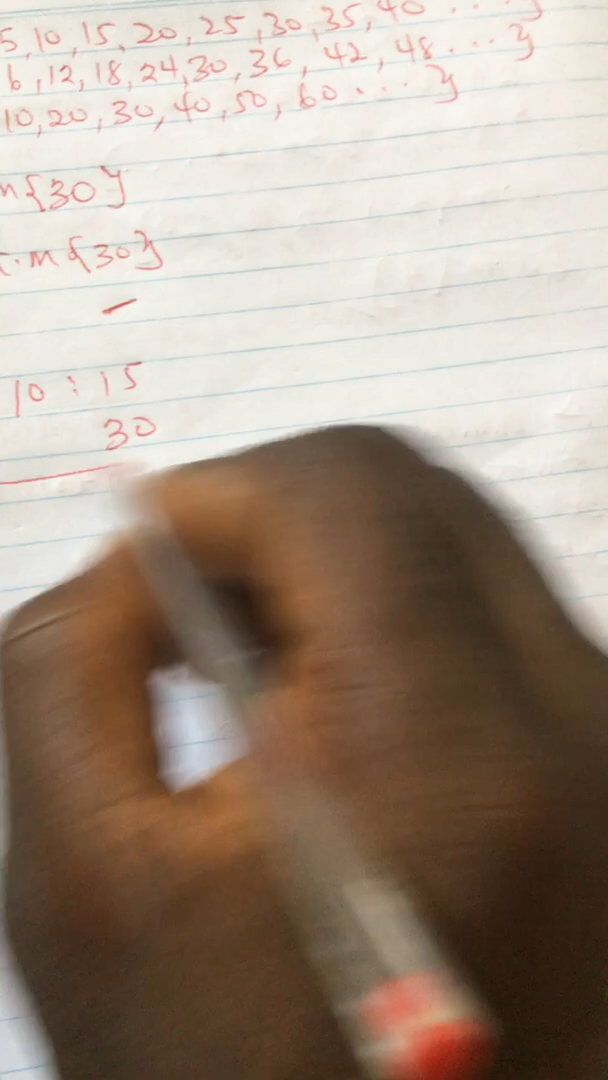 5, 10, 15, 20, 25, 30, 35, 40 ... }
6, 12, 18, 24, 30, 36, 42, 48 ... }
10, 20, 30, 40, 50, 60 ... }
m {30}
.m {30}
10 : 15
30